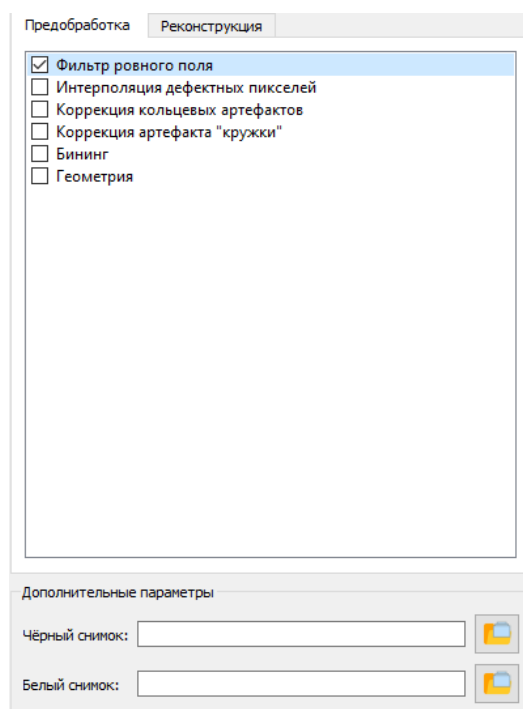 Предобработка Реконструкция
Фильтр ровного поля
Интерполяция дефектных пикселей
Коррекция кольцевых артефактов
Коррекция артефакта "кружки"
Бининг
Геометрия
Дополнительные параметры
Чёрный снимок:
Белый снимок: